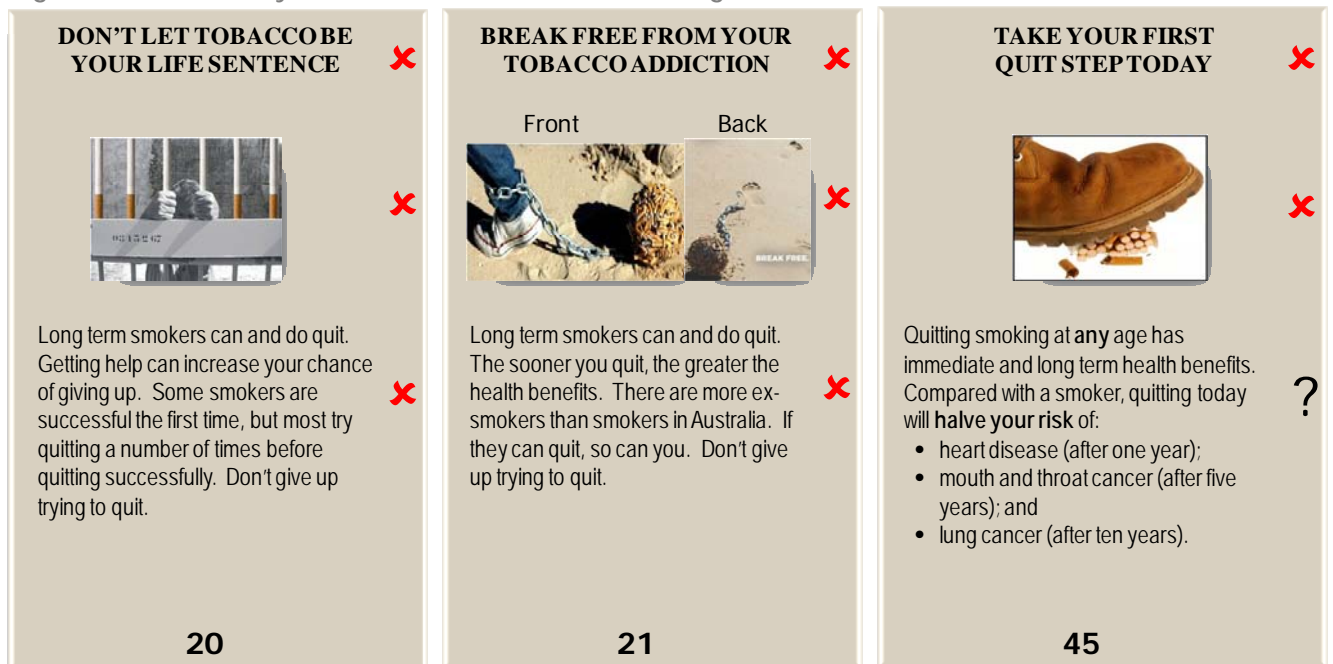 DON'T LET TOBACCO BE
YOUR LIFE SENTENCE
Long term smokers can and do quit.
Getting help can increase your chance
of giving up. Some smokers are
successful the first time, but most try
quitting a number of times before
quitting successfully. Don't give up
trying to quit.
20
BREAK FREE FROM YOUR
TOBACCO ADDICTION
Front Back
BREAK FREE.
Long term smokers can and do quit.
The sooner you quit, the greater the
health benefits. There are more ex-
smokers than smokers in Australia. If
they can quit, so can you. Don't give
up trying to quit.
21
TAKE YOUR FIRST
QUIT STEP TODAY
?
Quitting smoking at any age has
immediate and long term health benefits.
Compared with a smoker, quitting today
will halve your risk of:
• heart disease (after one year);
• mouth and throat cancer (after five
years); and
• lung cancer (after ten years).
45